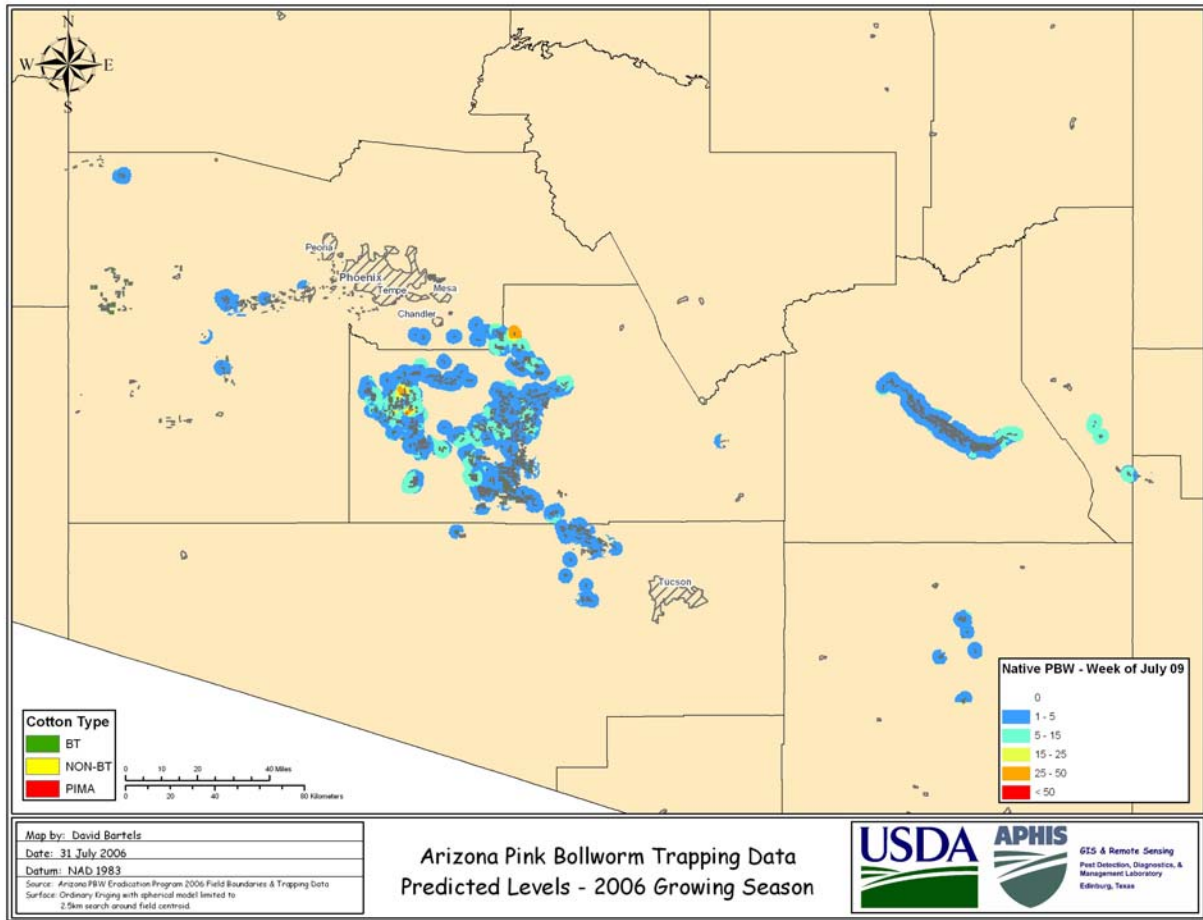 N
W E
S
Peoria
Phoenix
Tempe
Mesa
Chandler
Tucson
Native PBW - Week of July 09
0
1 - 5
5 - 15
15 - 25
25 - 50
< 50
Cotton Type
BT
NON-BT
PIMA
0 10 20 40 Miles
0 20 40 80 Kilometers
Map by: David Bartels
Date: 31 July 2006
Datum: NAD 1983
Source: Arizona PBW Eradication Program 2006 Field Boundaries & Trapping Data
Surface: Ordinary Kriging with spherical model limited to
2.5km search around field centroid.
Arizona Pink Bollworm Trapping Data
Predicted Levels - 2006 Growing Season
USDA
APHIS
GIS & Remote Sensing
Pest Detection, Diagnostics, &
Management Laboratory
Edinburg, Texas